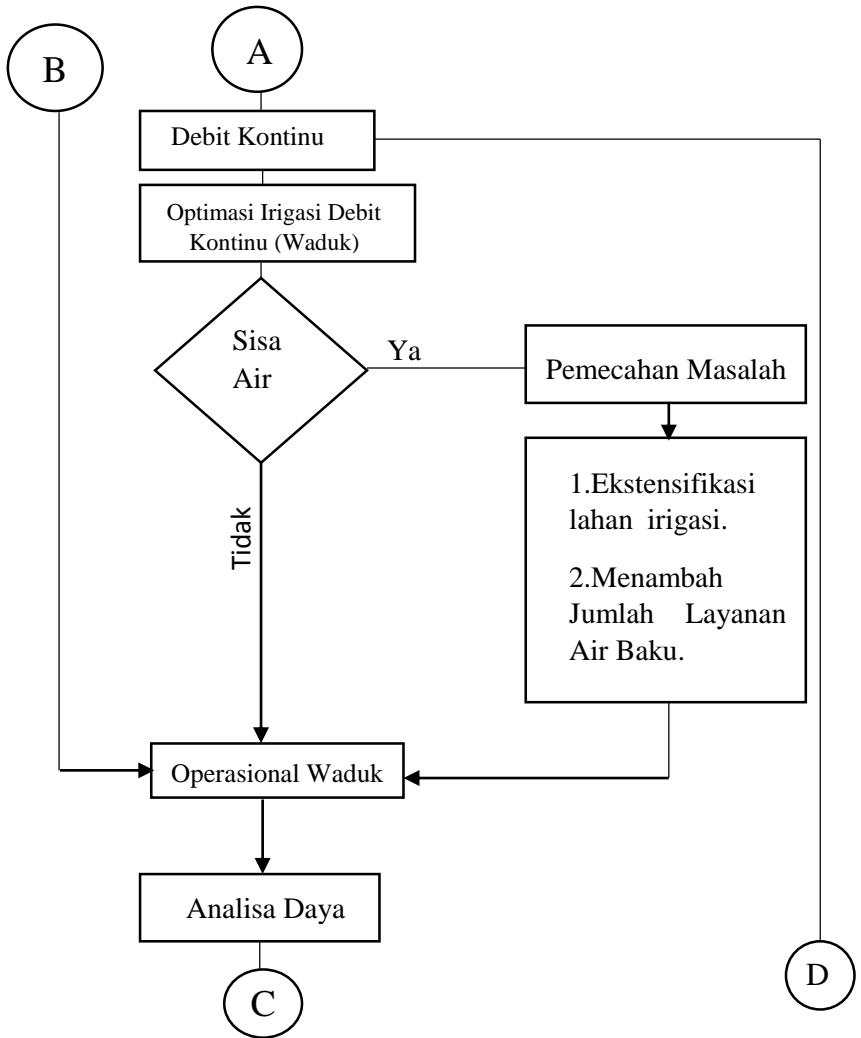 B
A
Debit Kontinu
Optimasi Irigasi Debit
Kontinu (Waduk)
Sisa
Air
Ya
Pemecahan Masalah
1.Ekstensifikasi
lahan irigasi.
2.Menambah
Jumlah Layanan
Air Baku.
Tidak
Operasional Waduk
Analisa Daya
C
D